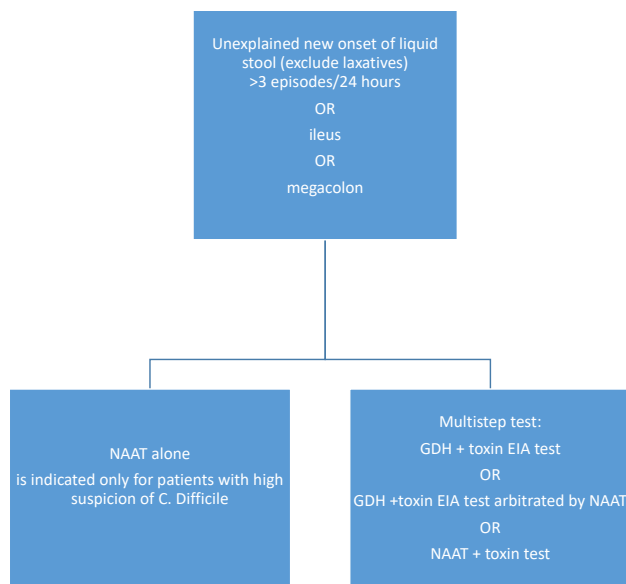 Unexplained new onset of liquid
stool (exclude laxatives)
>3 episodes/24 hours
OR
ileus
OR
megacolon
NAAT alone
is indicated only for patients with high
suspicion of C. Difficile
Multistep test:
GDH + toxin EIA test
OR
GDH +toxin EIA test arbitrated by NAAT
OR
NAAT + toxin test